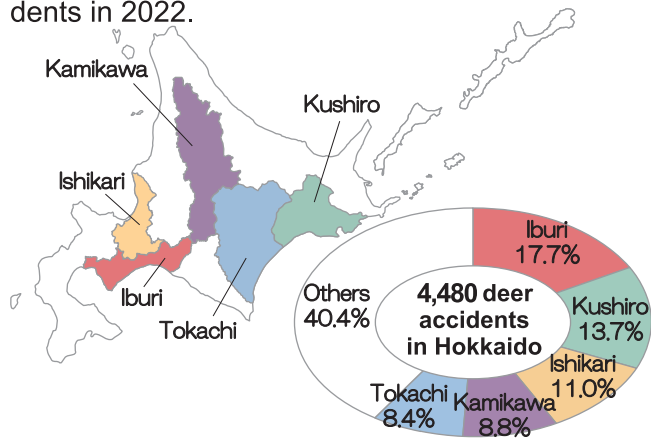 dents in 2022.
Kamikawa
Kushiro
Ishikari
Iburi
Tokachi
Iburi
17.7%
Kushiro
13.7%
Ishikari
11.0%
Kamikawa
8.8%
Tokachi
8.4%
Others
40.4%
4,480 deer
accidents
in Hokkaido